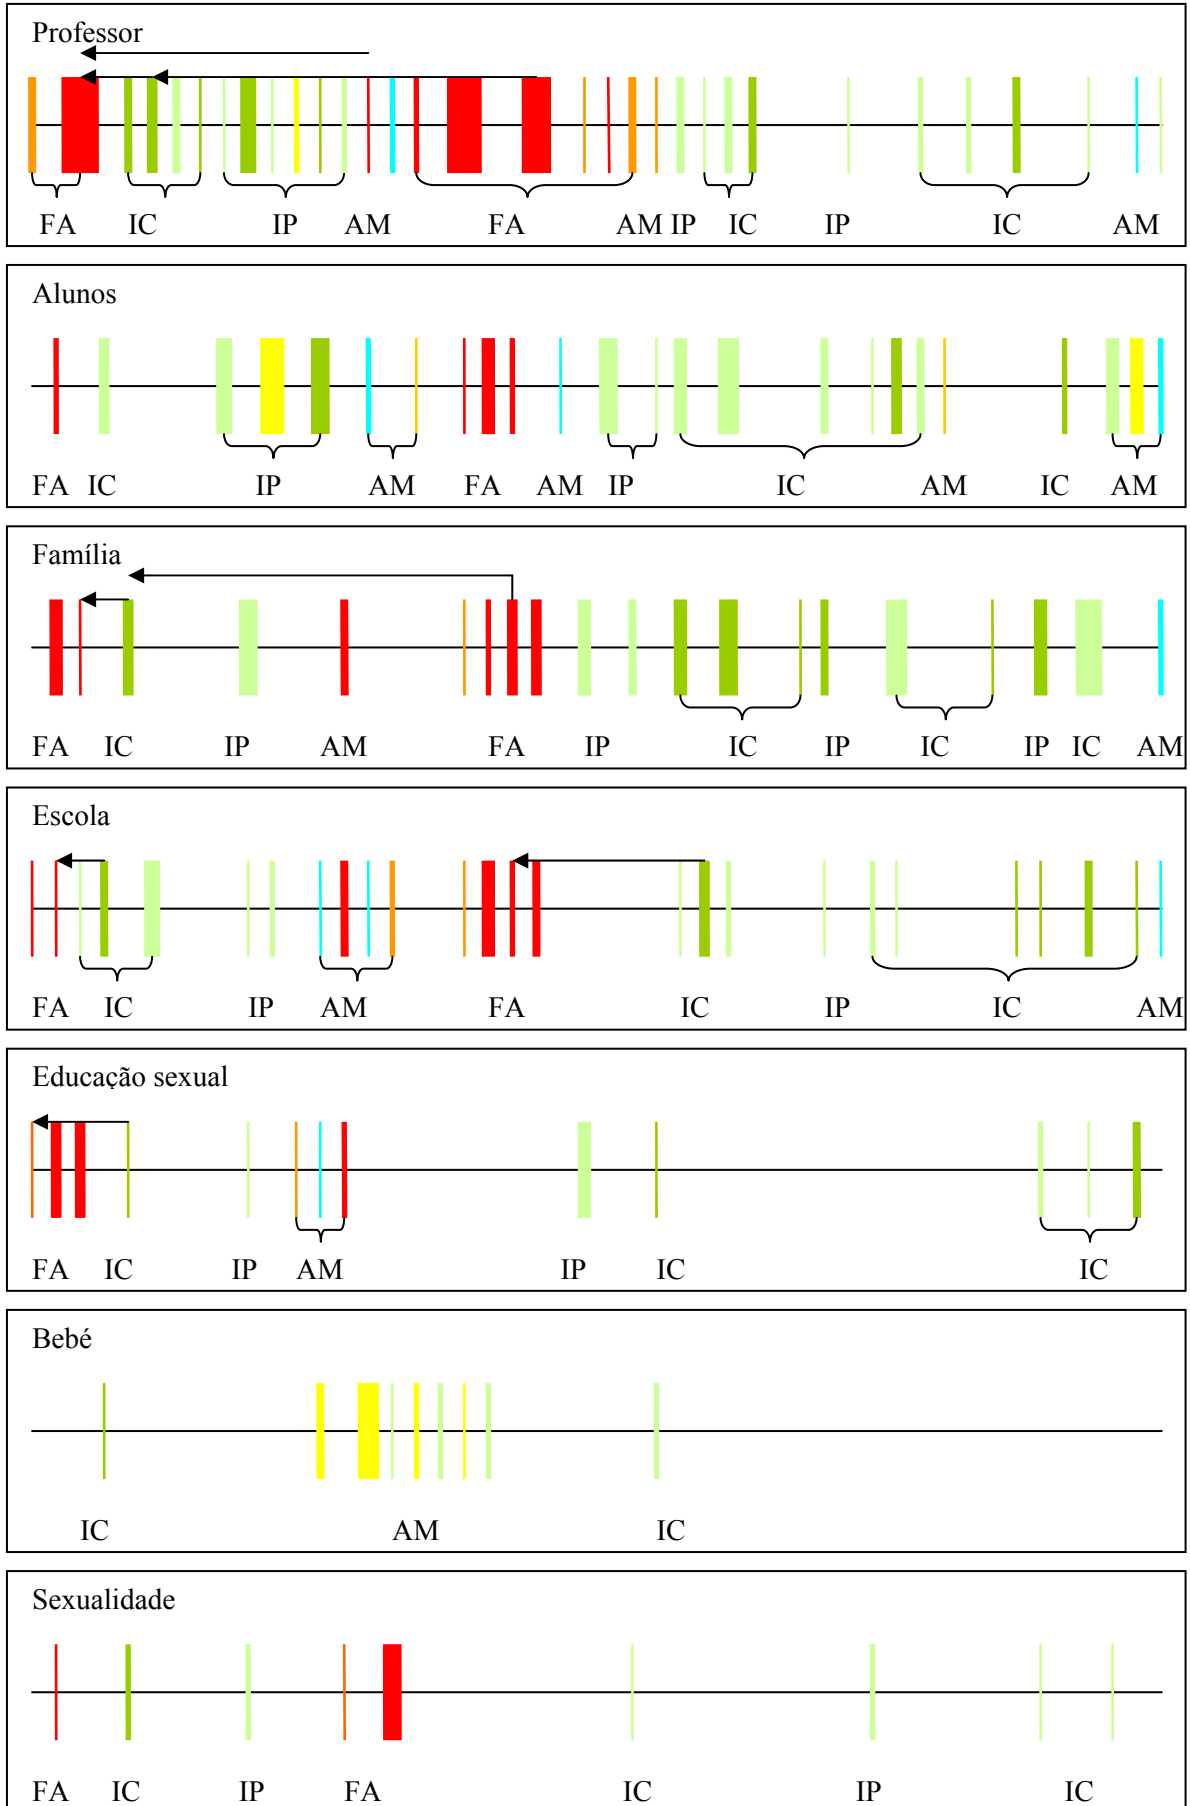 Professor
FA IC IP AM FA AM IP IC IP IC AM
Alunos
FA IC IP AM FA AM IP IC AM IC AM
Família
FA IC IP AM FA IP IC IP IC IP IC AM
Escola
FA IC IP AM FA IC IP IC AM
Educação sexual
FA IC IP AM IP IC IC
Bebé
IC AM IC
Sexualidade
FA IC IP FA IC IP IC